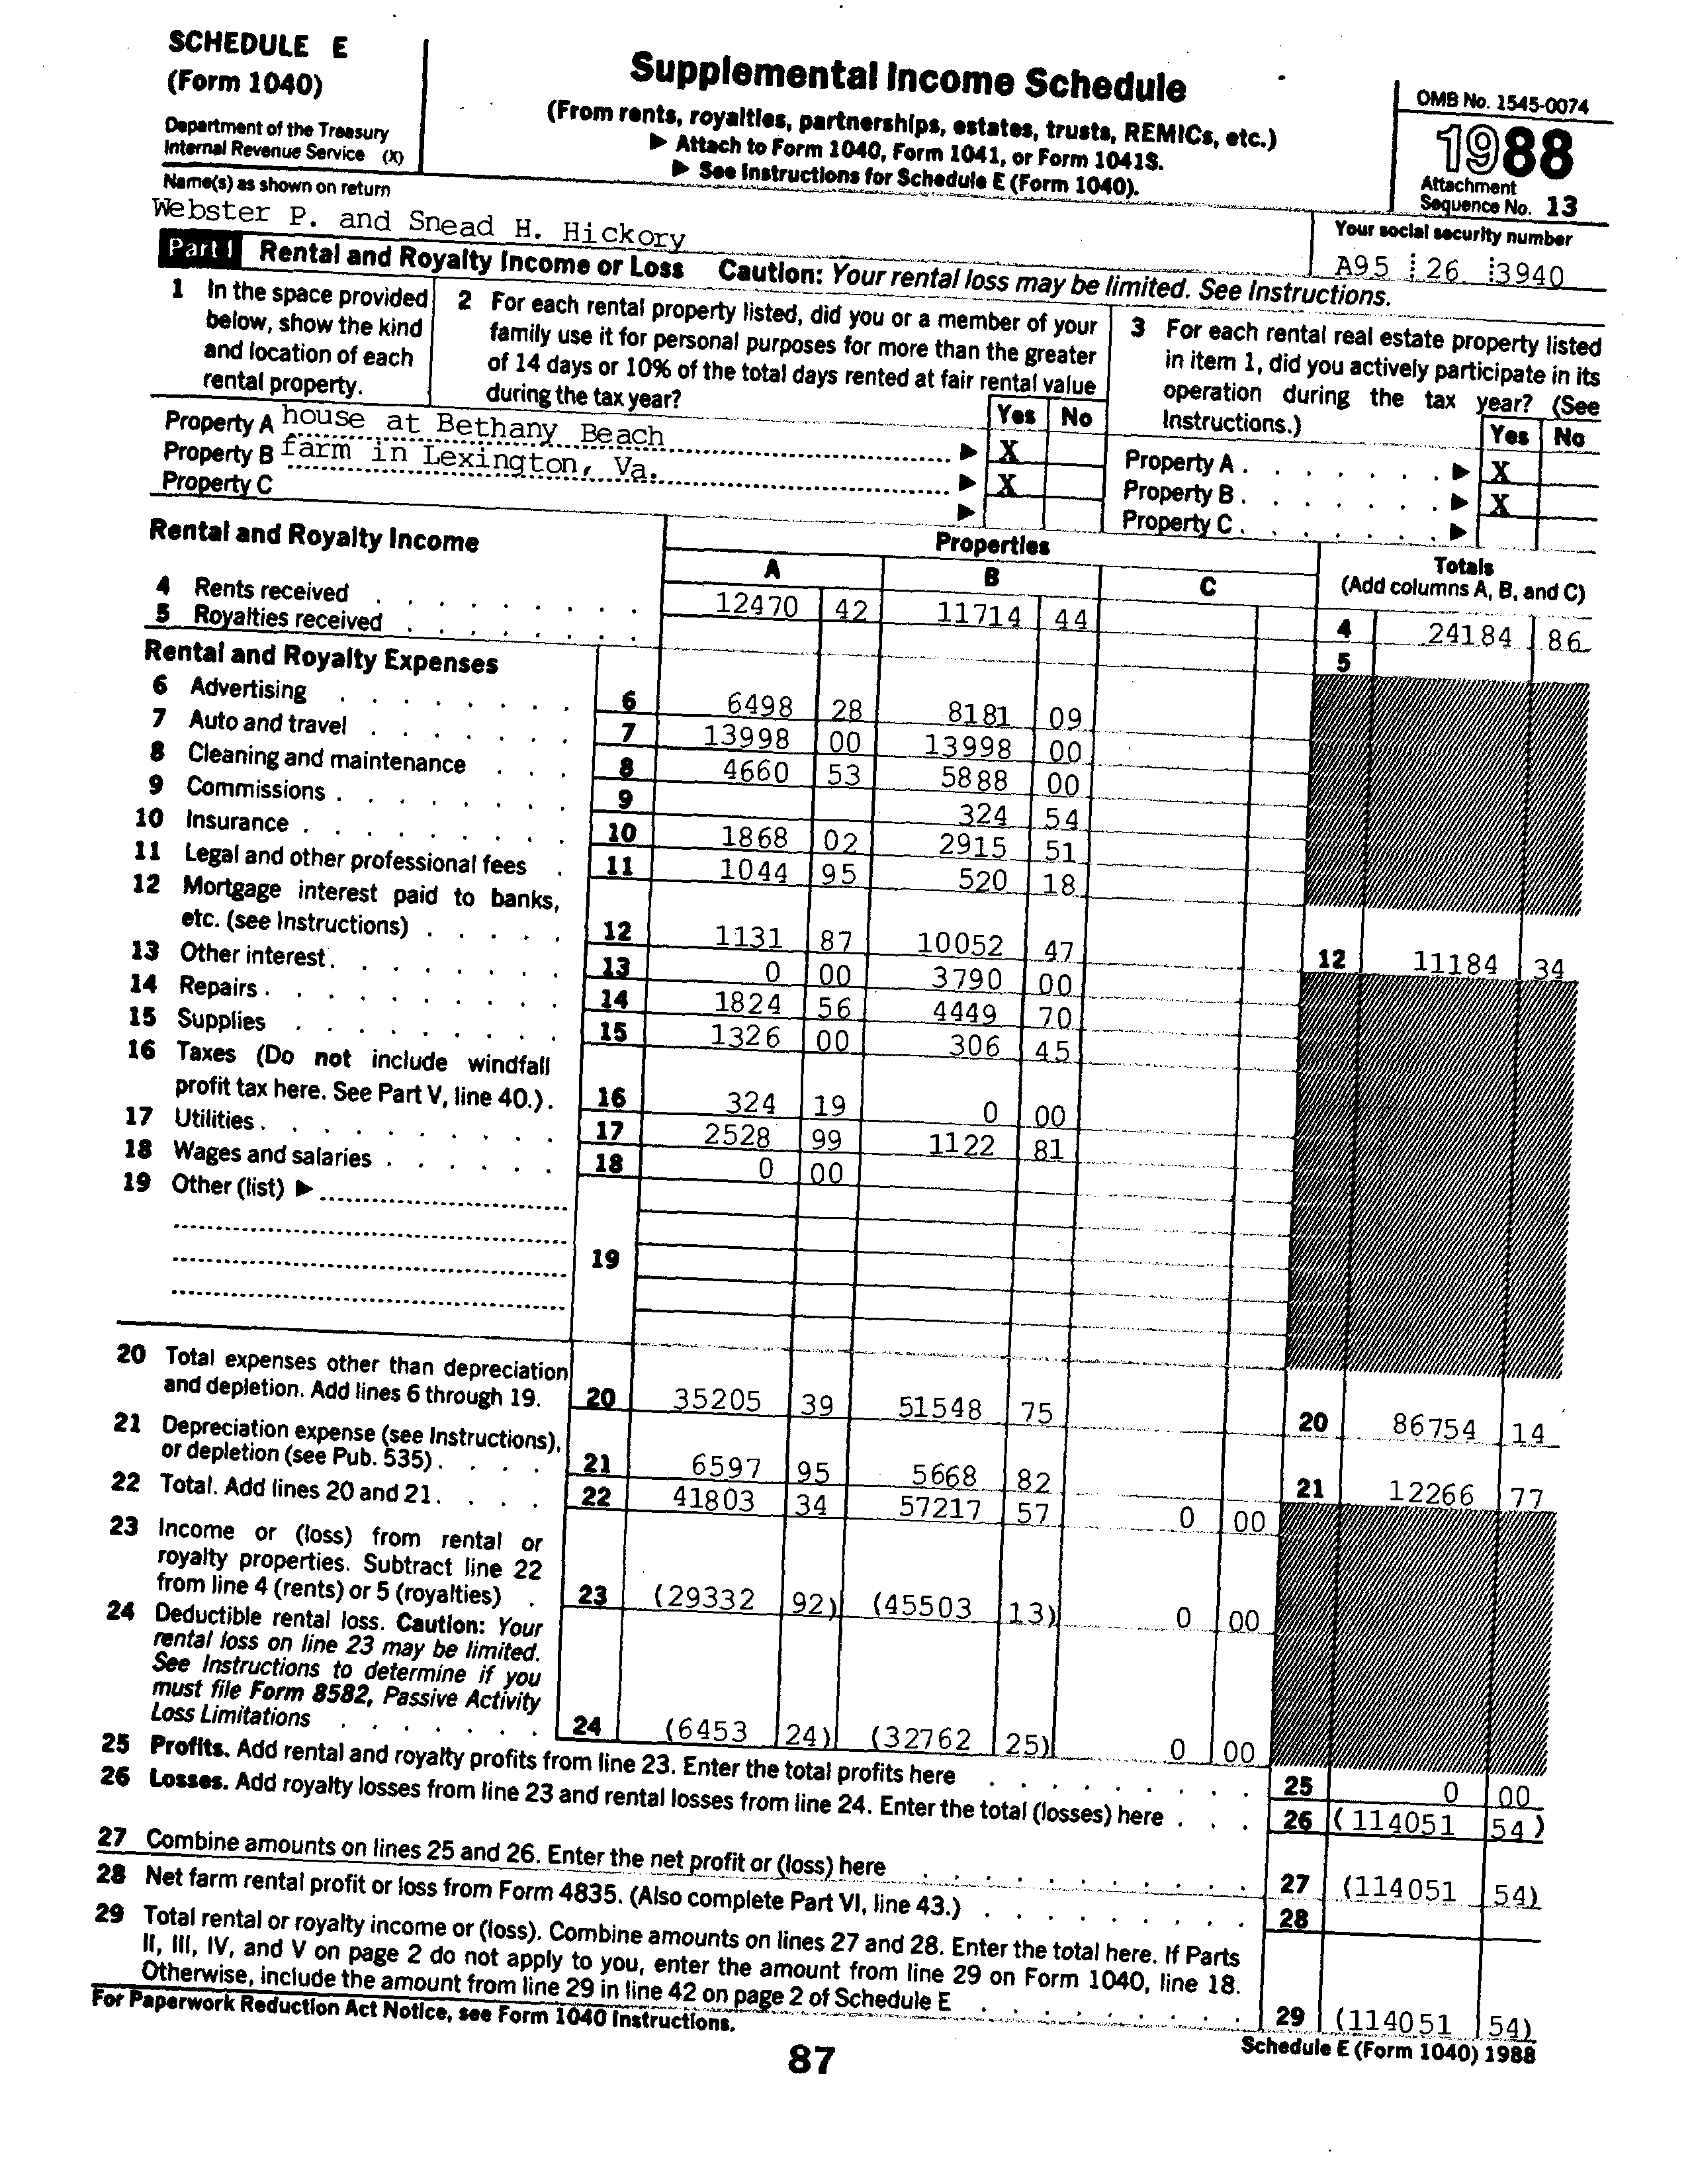 SCHEDULE E
(Form 1040)
Department of the Treasury
Internal Revenue Service (X)
Supplemental Income Schedule
(From rents, royalties, partnerships, estates, trusts, REMICs, etc.)
▶ Attach to Form 1040, Form 1041, or Form 1041S.
▶ See Instructions for Schedule E (Form 1040).
OMB No. 1545-0074
1988
Attachment
Sequence No. 13
Name(s) as shown on return
Webster P. and Snead H. Hickory
Your social security number
A95 26 3940
Part I Rental and Royalty Income or Loss Caution: Your rental loss may be limited. See Instructions.
1 In the space provided
below, show the kind
and location of each
rental property.
2 For each rental property listed, did you or a member of your
family use it for personal purposes for more than the greater
of 14 days or 10% of the total days rented at fair rental value
during the tax year?
Yes No
3 For each rental real estate property listed
in item 1, did you actively participate in its
operation during the tax year? (See
Instructions.)
Yes No
Property A house at Bethany Beach ▶ X
Property B farm in Lexington, Va. ▶ X
Property C ▶
Property A . . . . . . . ▶ X
Property B . . . . . . . ▶ X
Property C . . . . . . . ▶
Rental and Royalty Income
Properties
A B C
Totals
(Add columns A, B, and C)
4 Rents received 12470 42 11714 44 4 24184 86
5 Royalties received 5
Rental and Royalty Expenses
6 Advertising 6 6498 28 8181 09
7 Auto and travel 7 13998 00 13998 00
8 Cleaning and maintenance 8 4660 53 5888 00
9 Commissions 9 324 54
10 Insurance 10 1868 02 2915 51
11 Legal and other professional fees 11 1044 95 520 18
12 Mortgage interest paid to banks,
etc. (see Instructions) 12 1131 87 10052 47 12 11184 34
13 Other interest 13 0 00 3790 00
14 Repairs 14 1824 56 4449 70
15 Supplies 15 1326 00 306 45
16 Taxes (Do not include windfall
profit tax here. See Part V, line 40.) 16 324 19 0 00
17 Utilities 17 2528 99 1122 81
18 Wages and salaries 18 0 00
19 Other (list) ▶
19
20 Total expenses other than depreciation
and depletion. Add lines 6 through 19. 20 35205 39 51548 75 20 86754 14
21 Depreciation expense (see Instructions),
or depletion (see Pub. 535) 21 6597 95 5668 82 21 12266 77
22 Total. Add lines 20 and 21 22 41803 34 57217 57 0 00
23 Income or (loss) from rental or
royalty properties. Subtract line 22
from line 4 (rents) or 5 (royalties) 23 (29332 92) (45503 13) 0 00
24 Deductible rental loss. Caution: Your
rental loss on line 23 may be limited.
See Instructions to determine if you
must file Form 8582, Passive Activity
Loss Limitations 24 (6453 24) (32762 25) 0 00
25 Profits. Add rental and royalty profits from line 23. Enter the total profits here 25 0 00
26 Losses. Add royalty losses from line 23 and rental losses from line 24. Enter the total (losses) here 26 (114051 54)
27 Combine amounts on lines 25 and 26. Enter the net profit or (loss) here 27 (114051 54)
28 Net farm rental profit or loss from Form 4835. (Also complete Part VI, line 43.) 28
29 Total rental or royalty income or (loss). Combine amounts on lines 27 and 28. Enter the total here. If Parts
II, III, IV, and V on page 2 do not apply to you, enter the amount from line 29 on Form 1040, line 18.
Otherwise, include the amount from line 29 in line 42 on page 2 of Schedule E 29 (114051 54)
For Paperwork Reduction Act Notice, see Form 1040 Instructions.
Schedule E (Form 1040) 1988
87